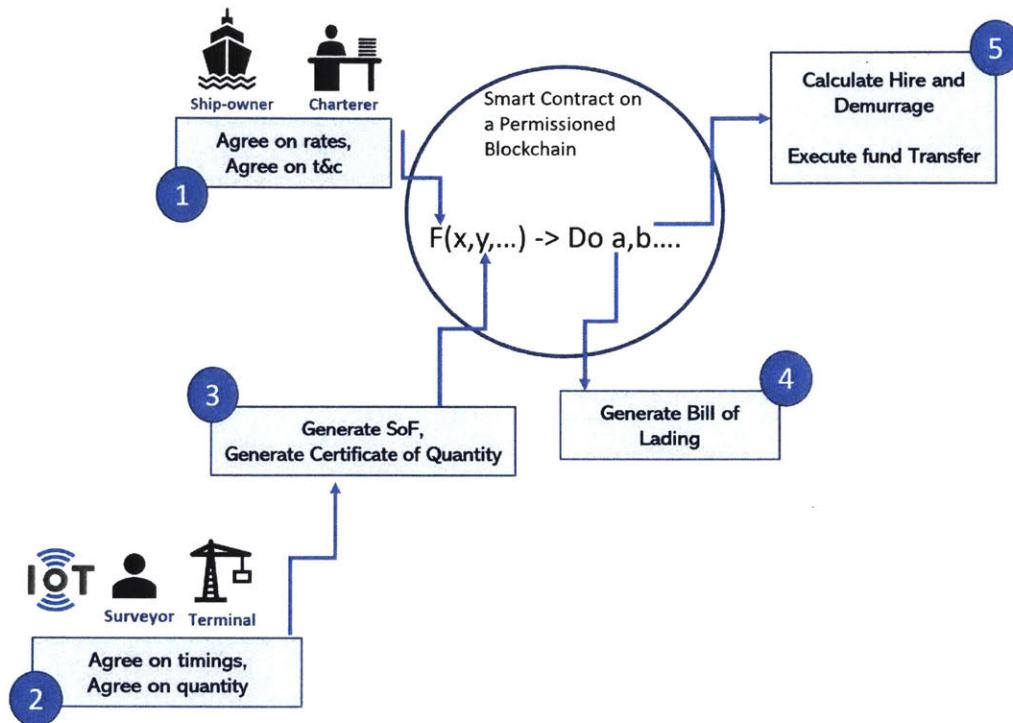 Ship-owner
Charterer
Agree on rates,
Agree on t&c
1
Smart Contract on
a Permissioned
Blockchain
F(x,y,...) -> Do a,b....
5
Calculate Hire and
Demurrage
Execute fund Transfer
3
Generate SoF,
Generate Certificate of Quantity
4
Generate Bill of
Lading
IoT
Surveyor
Terminal
Agree on timings,
Agree on quantity
2